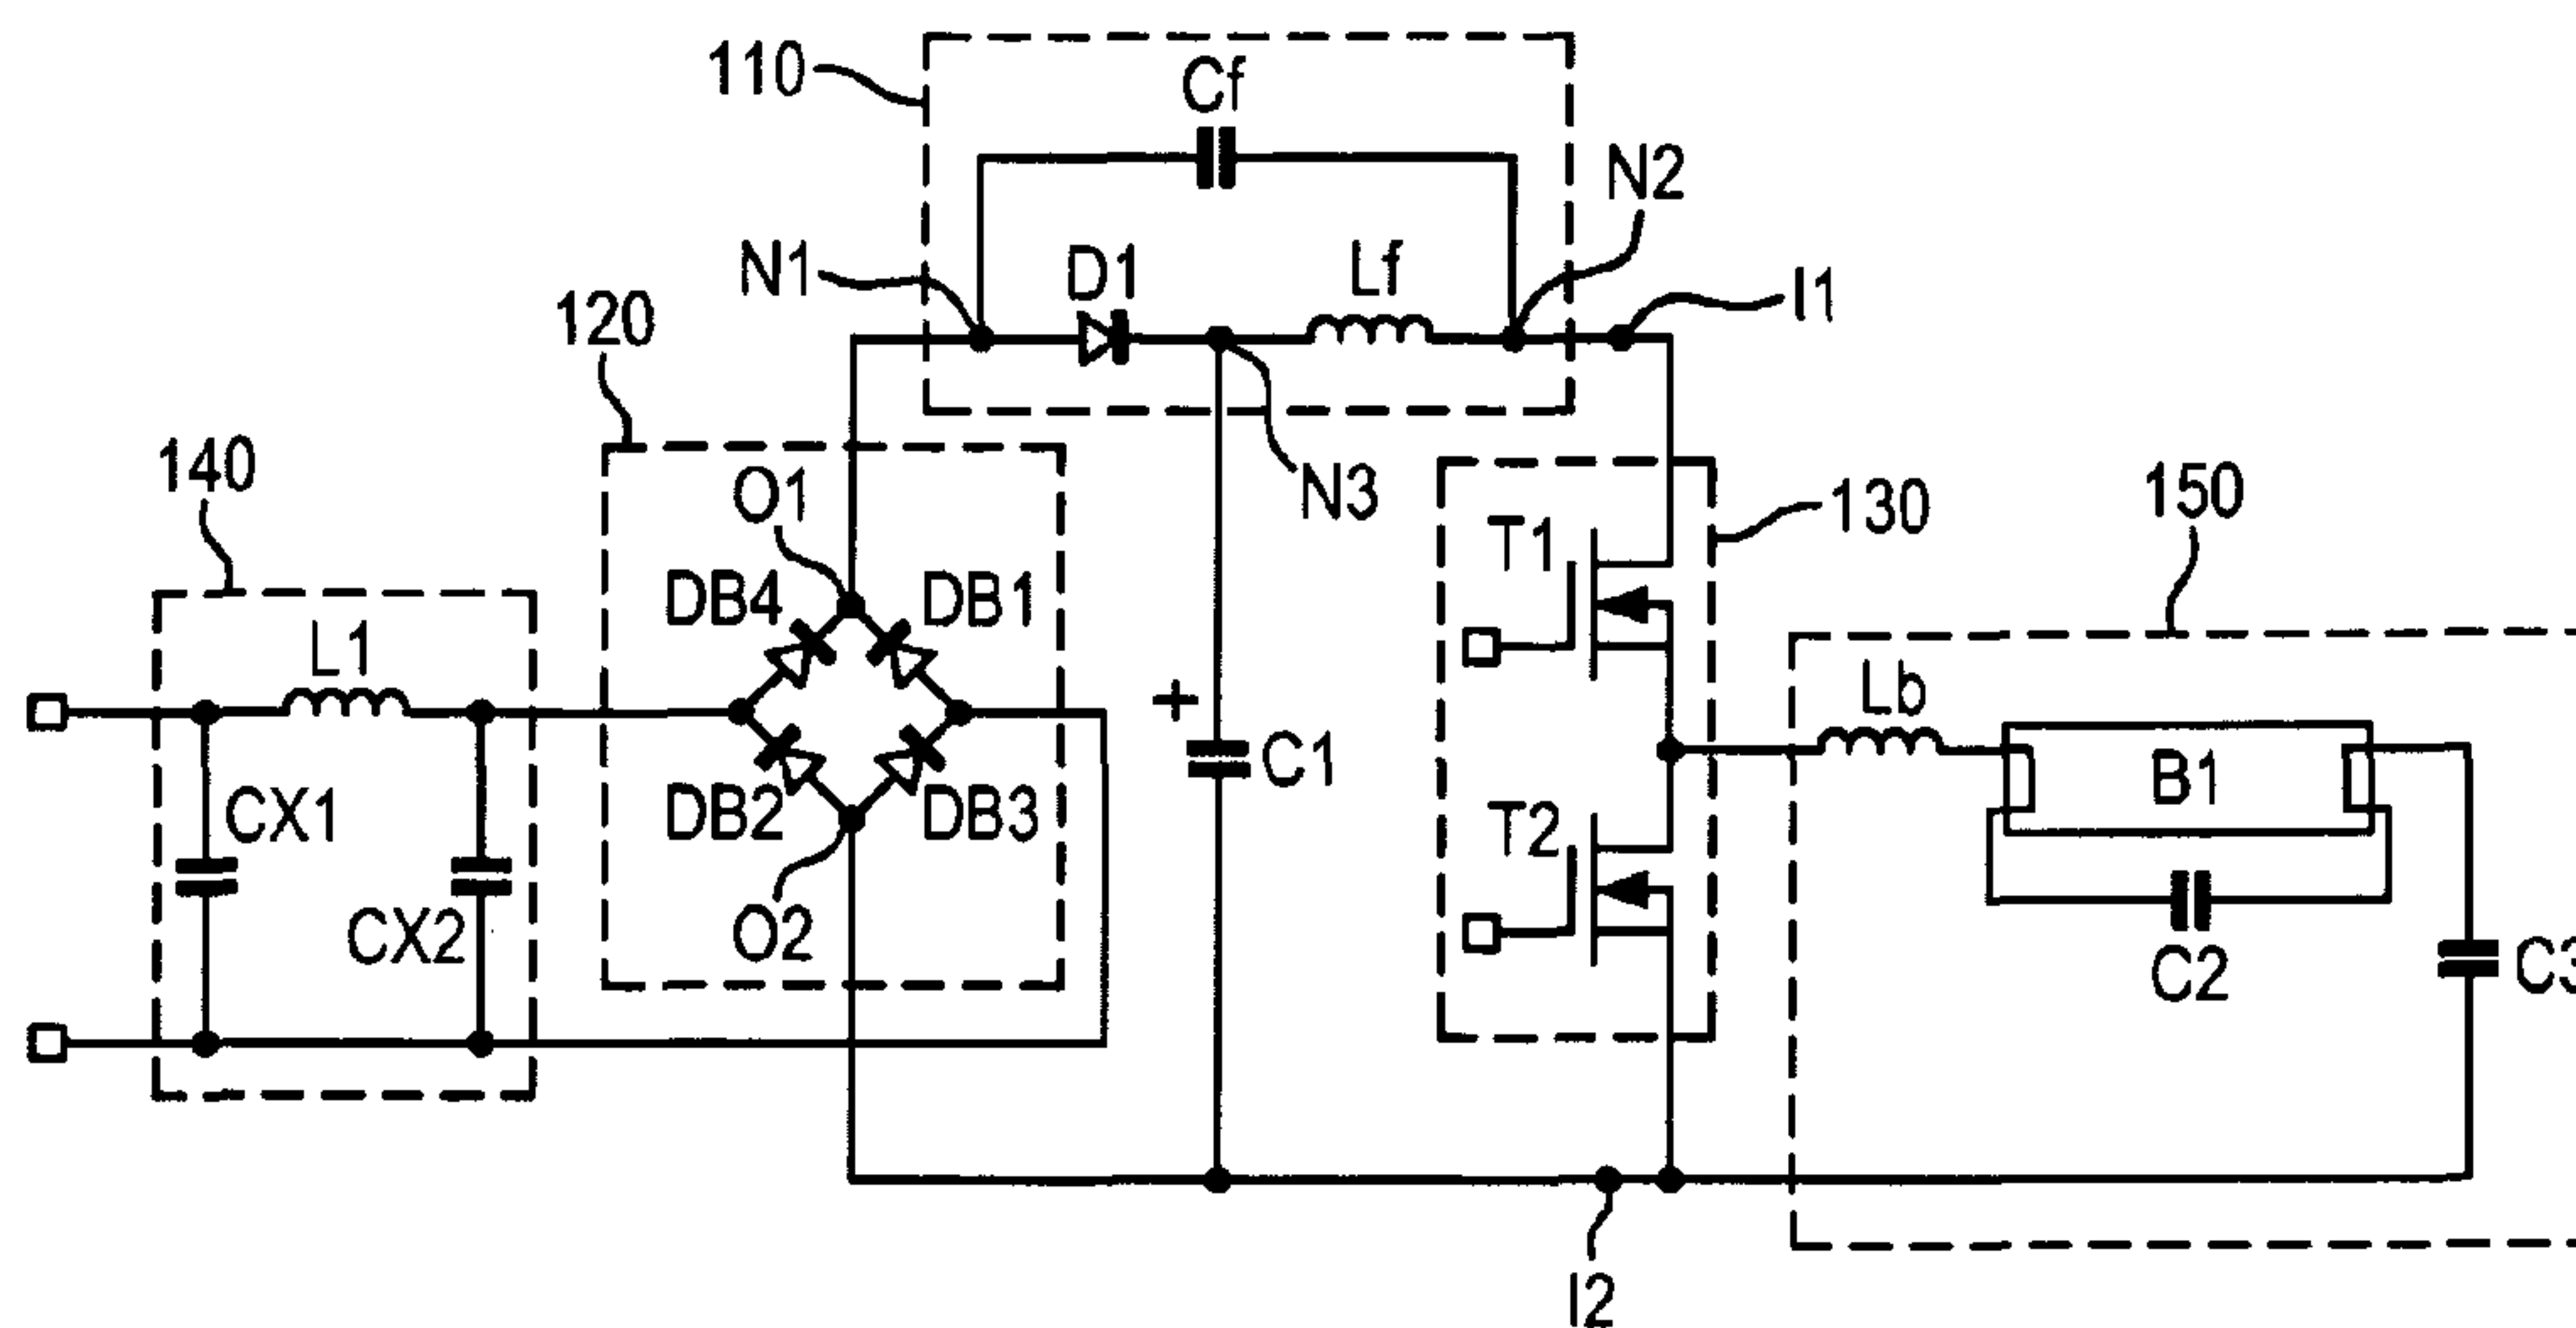 110
Cf
N2
N1
D1
Lf
I1
120
140
O1
N3
130
150
T1
DB4
DB1
L1
Lb
+
C1
B1
CX1
DB2
DB3
T2
CX2
O2
C2
C3
I2